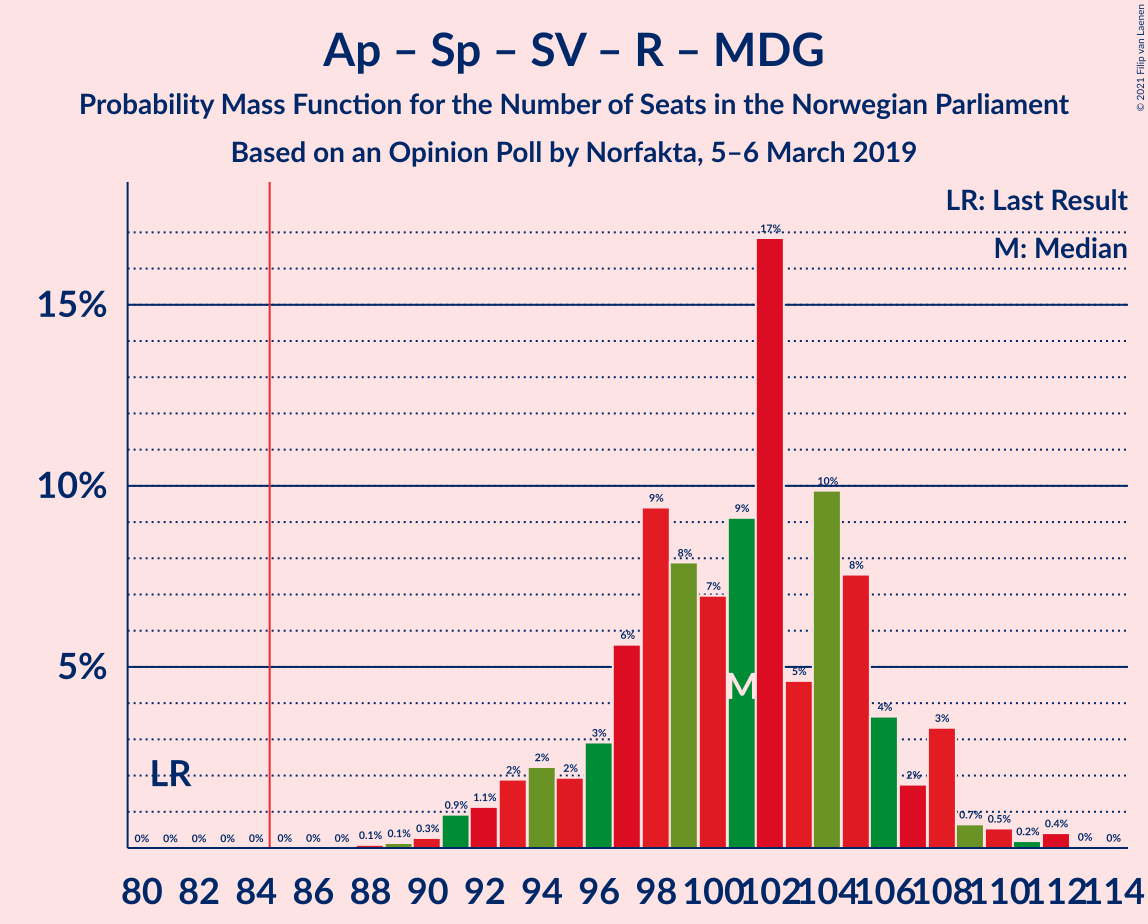 Ap – Sp – SV – R – MDG
Probability Mass Function for the Number of Seats in the Norwegian Parliament
Based on an Opinion Poll by Norfakta, 5–6 March 2019
© 2021 Filip van Laenen
LR: Last Result
M: Median
15%
10%
5%
LR
M
0% 0% 0% 0% 0% 0% 0% 0% 0.1% 0.1% 0.3% 0.9% 1.1% 2% 2% 2% 3% 6% 9% 8% 7% 9% 17% 5% 10% 8% 4% 2% 3% 0.7% 0.5% 0.2% 0.4% 0% 0%
80 82 84 86 88 90 92 94 96 98 100 102 104 106 108 110 112 114